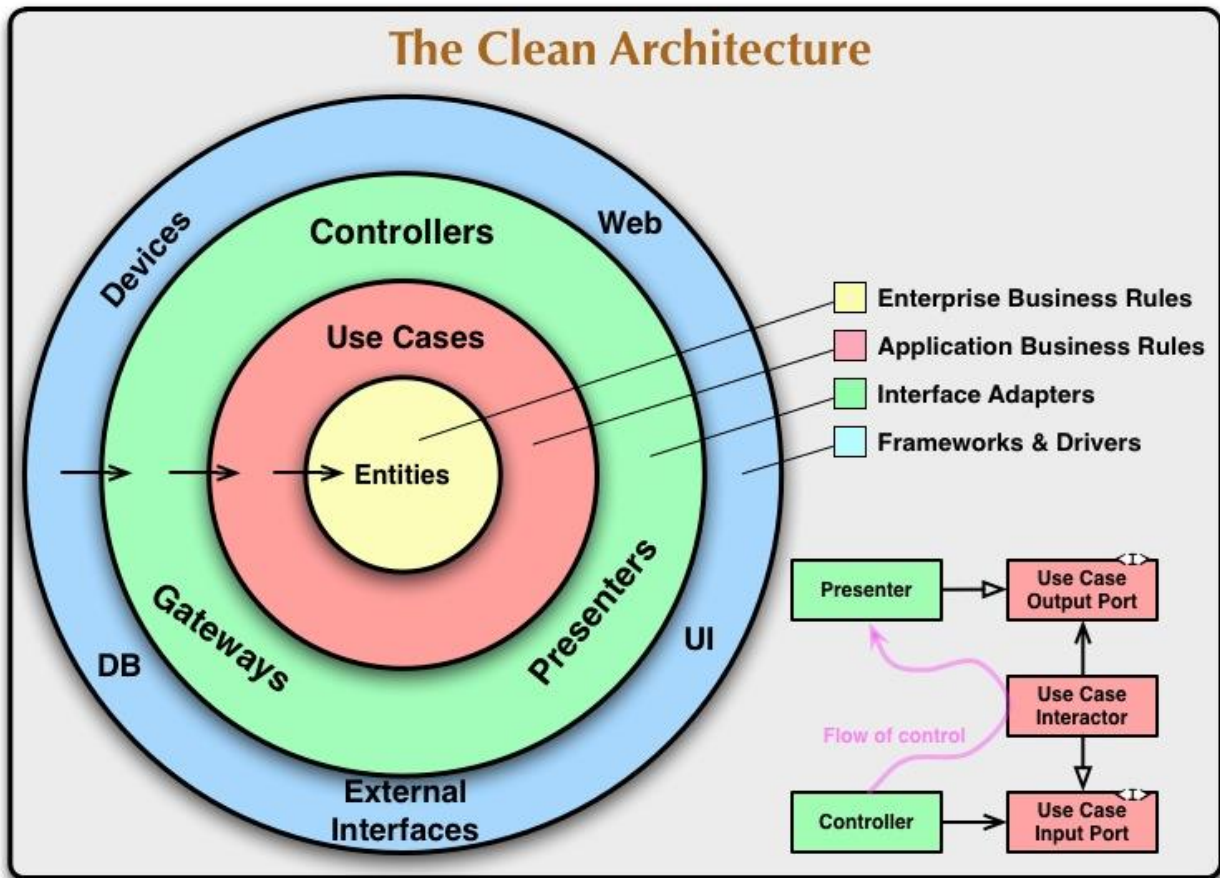 The Clean Architecture
Devices
Web
Controllers
Use Cases
Entities
Gateways
Presenters
DB
UI
External
Interfaces
Enterprise Business Rules
Application Business Rules
Interface Adapters
Frameworks & Drivers
Presenter
<I>
Use Case
Output Port
Use Case
Interactor
Flow of control
Controller
<I>
Use Case
Input Port